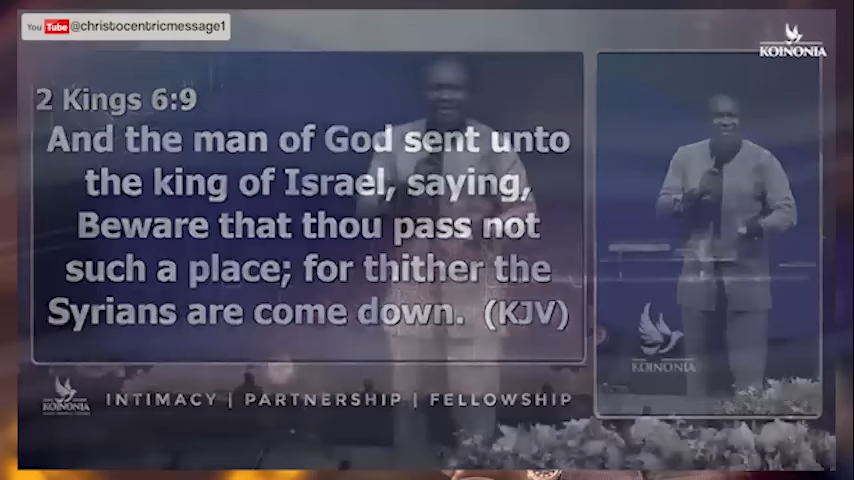 You Tube @christocentricmessage1
KOINONIA
2 Kings 6:9
And the man of God sent unto
the king of Israel, saying,
Beware that thou pass not
such a place; for thither the
Syrians are come down. (KJV)
KOINONIA
KOINONIA
INTIMACY | PARTNERSHIP | FELLOWSHIP